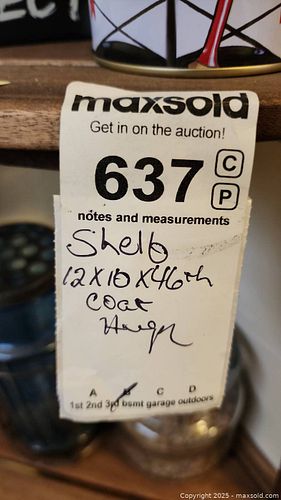 ECT
maxsold
Get in on the auction!
637
C
P
notes and measurements
Shelf
12x10x46th
coat
A B C D
1st 2nd 3rd bsmt garage outdoors
Copyright 2025 - maxsold.com